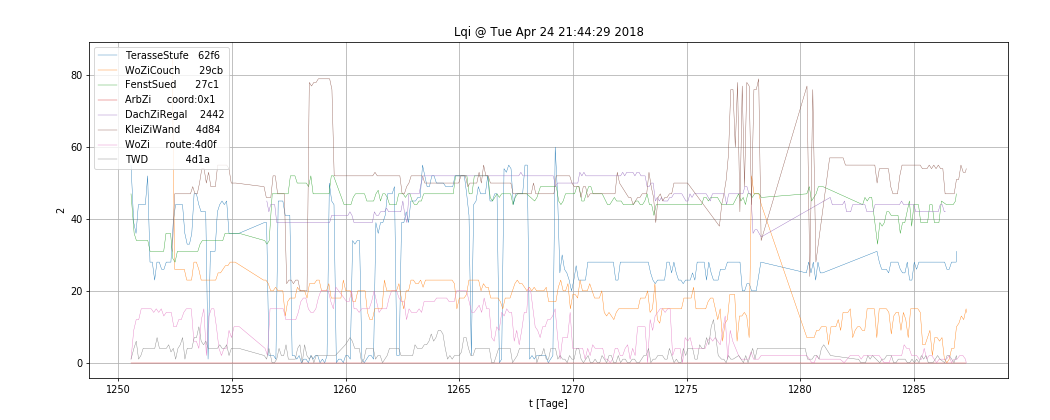 Lqi @ Tue Apr 24 21:44:29 2018
TerasseStufe 62f6
WoZiCouch 29cb
FenstSued 27c1
ArbZi coord:0x1
DachZiRegal 2442
KleiZiWand 4d84
WoZi route:4d0f
TWD 4d1a
80
60
40
20
0
2
1250 1255 1260 1265 1270 1275 1280 1285
t [Tage]